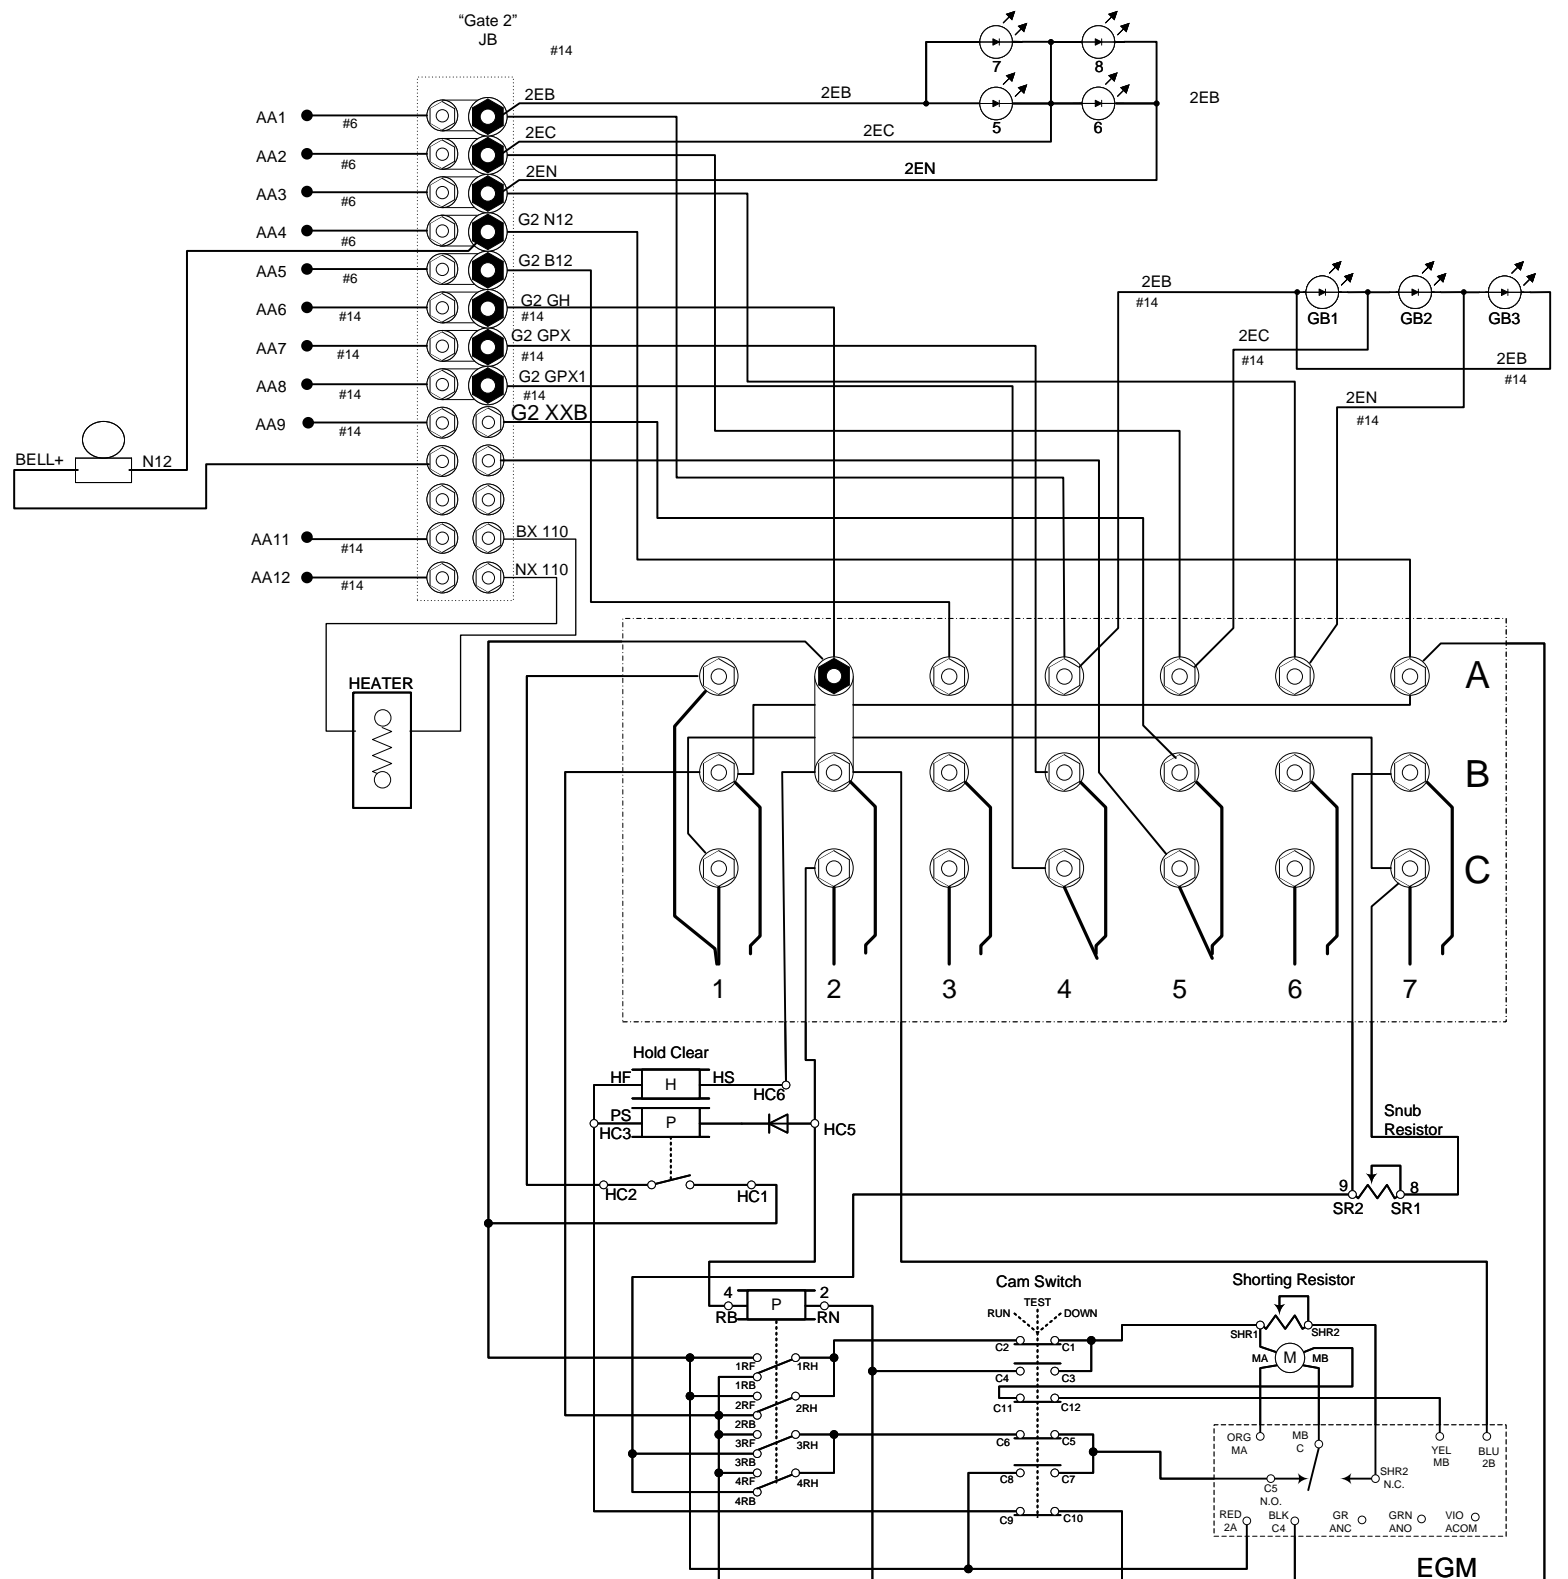 “Gate 2”
JB
#14
7
8
2EB
2EB
2EB
5
6
AA1
#6
2EC
2EC
AA2
#6
2EN
2EN
AA3
#6
G2 N12
AA4
#6
G2 B12
AA5
#6
2EB
#14
G2 GH
#14
AA6
#14
GB1
GB2
GB3
G2 GPX
#14
AA7
#14
2EC
#14
2EB
#14
G2 GPX1
#14
AA8
#14
2EN
#14
G2 XXB
AA9
#14
BELL+
N12
AA11
#14
BX 110
AA12
#14
NX 110
HEATER
A
B
C
1
2
3
4
5
6
7
Hold Clear
HF
H
HS
HC6
PS
P
HC3
HC5
Snub
Resistor
HC2
HC1
9
8
SR2
SR1
Cam Switch
Shorting Resistor
4
P
2
RB
RN
RUN
TEST
DOWN
SHR1
SHR2
C2
C1
MA
M
MB
1RF
1RH
1RB
C4
C3
2RF
2RH
2RB
C11
C12
3RF
3RH
3RB
C6
C5
ORG
MA
MB
C
YEL
MB
BLU
2B
4RF
4RH
4RB
C8
C7
C5
N.O.
SHR2
N.C.
C9
C10
RED
2A
BLK
C4
GR
ANC
GRN
ANO
VIO
ACOM
EGM